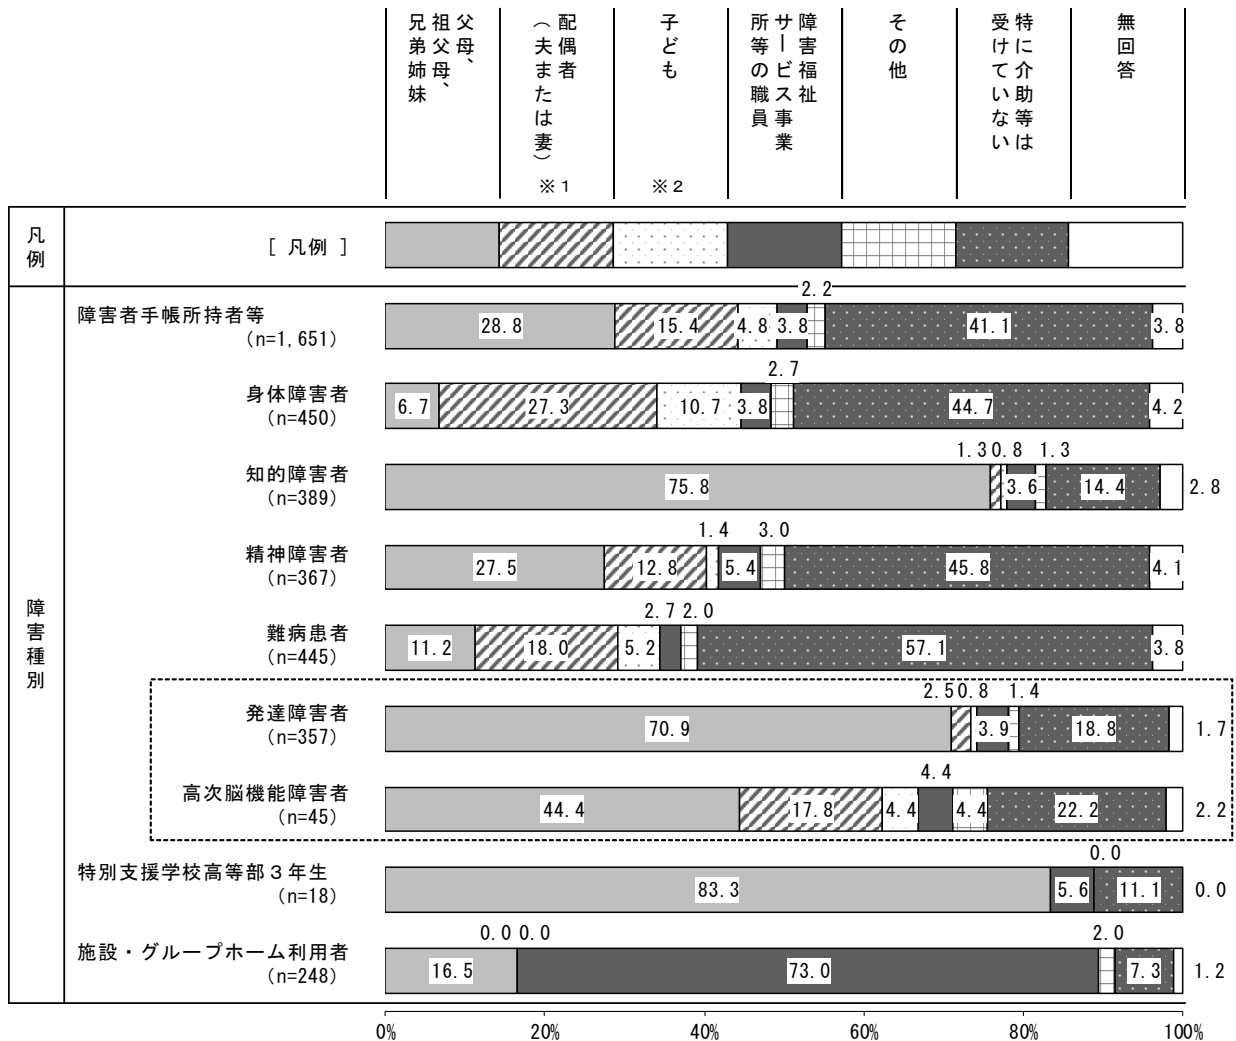 父母、
祖父母、
兄弟姉妹
配偶者
（夫または妻）
※1
子ども
※2
障害福祉
サービス事業
所等の職員
その他
特に介助等は
受けていない
無回答
凡例
[ 凡例 ]
障害種別
2.2
障害者手帳所持者等
(n=1,651)
28.8 15.4 4.8 3.8 41.1 3.8
2.7
身体障害者
(n=450)
6.7 27.3 10.7 3.8 44.7 4.2
1.3 0.8 1.3
知的障害者
(n=389)
75.8 3.6 14.4 2.8
1.4 3.0
精神障害者
(n=367)
27.5 12.8 5.4 45.8 4.1
2.7 2.0
難病患者
(n=445)
11.2 18.0 5.2 57.1 3.8
2.5 0.8 1.4
発達障害者
(n=357)
70.9 3.9 18.8 1.7
4.4
高次脳機能障害者
(n=45)
44.4 17.8 4.4 4.4 22.2 2.2
0.0
特別支援学校高等部３年生
(n=18)
83.3 5.6 11.1 0.0
0.0 0.0 2.0
施設・グループホーム利用者
(n=248)
16.5 73.0 7.3 1.2
0% 20% 40% 60% 80% 100%